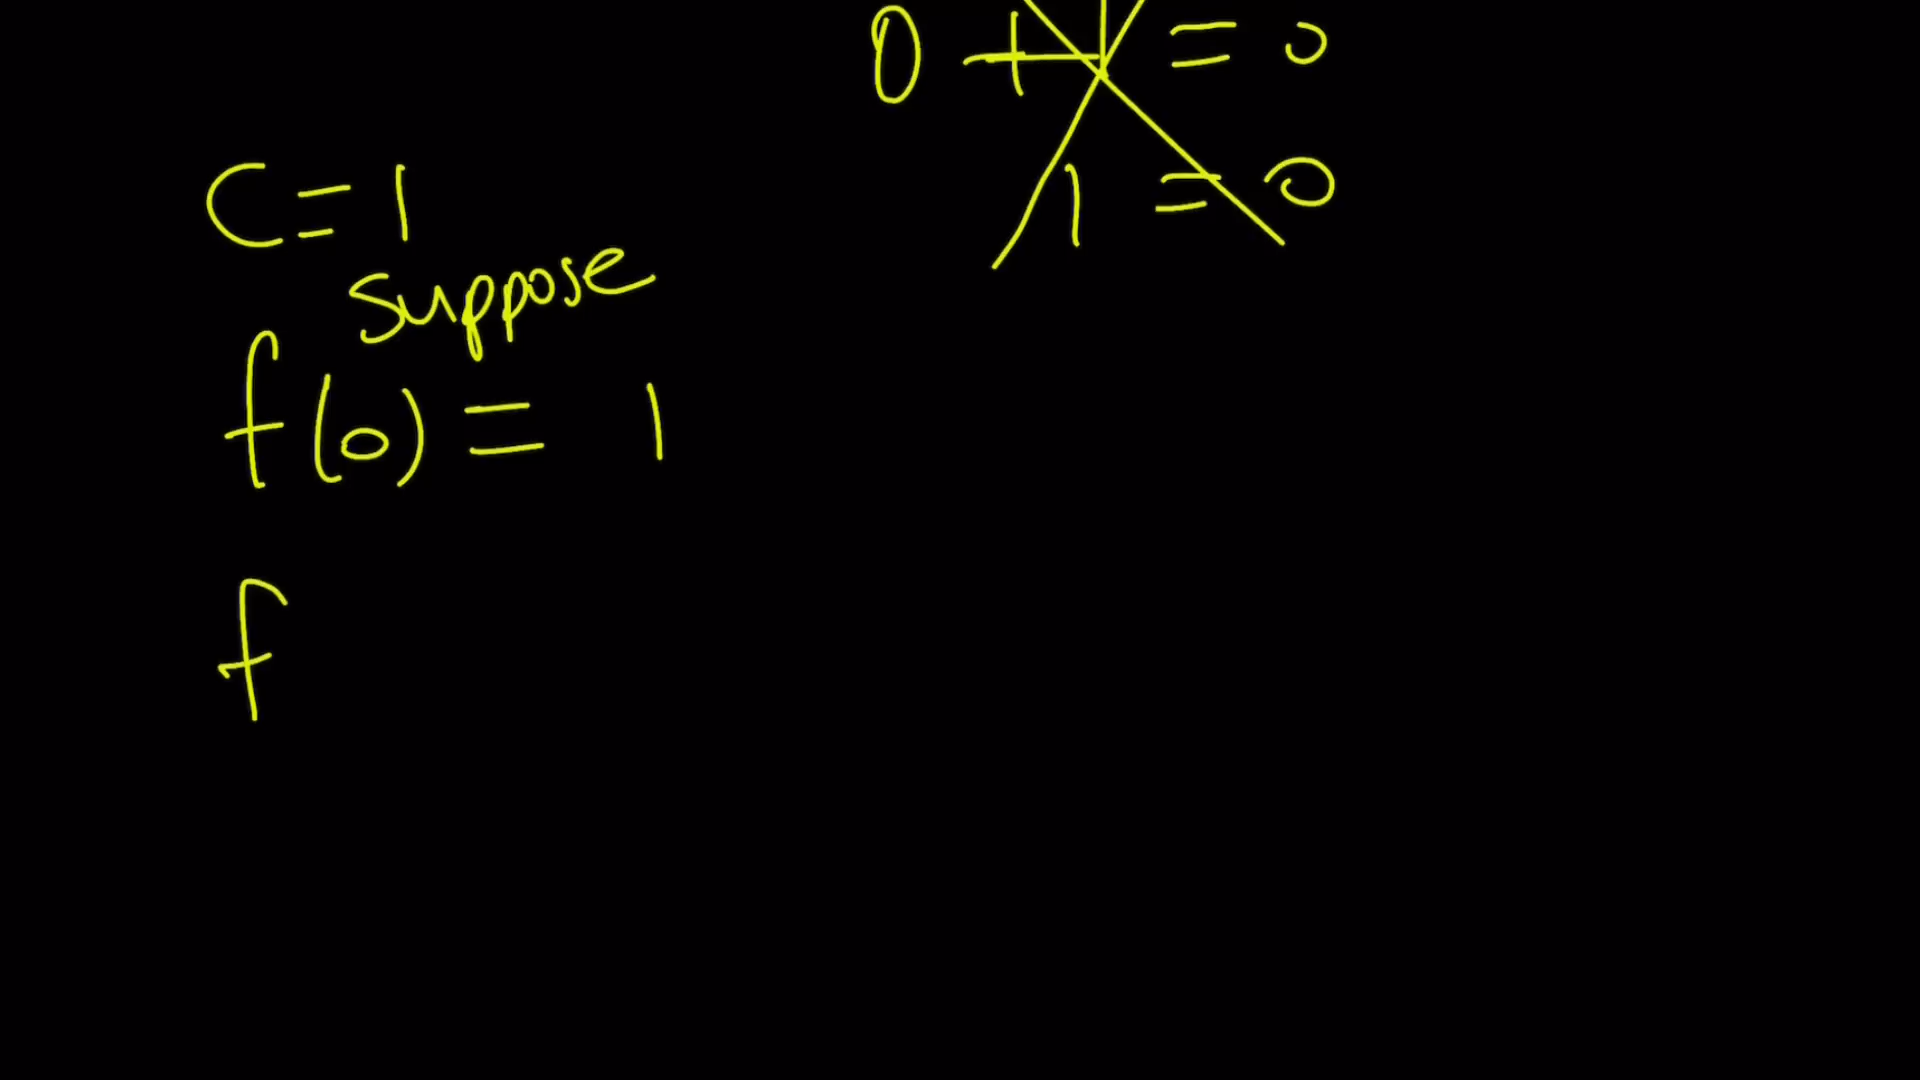 0 + 1 = 0
1 = 0
C = 1
suppose
f(0) = 1
f